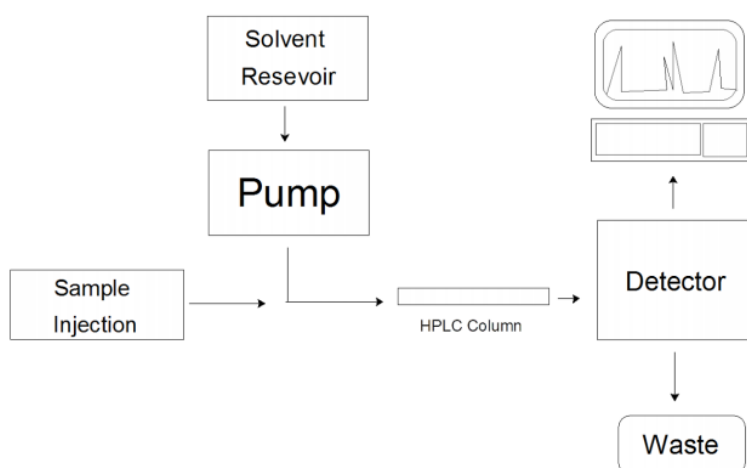 Solvent
Resevoir
Pump
Sample
Injection
HPLC Column
Detector
Waste